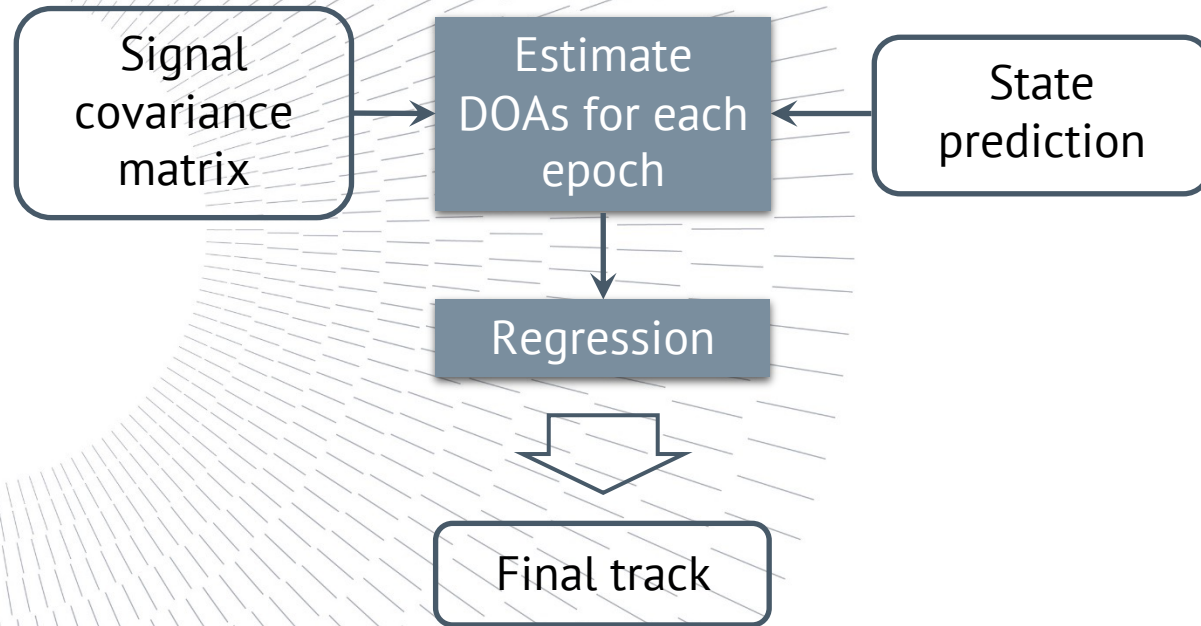 Signal
covariance
matrix
Estimate
DOAs for each
epoch
State
prediction
Regression
Final track